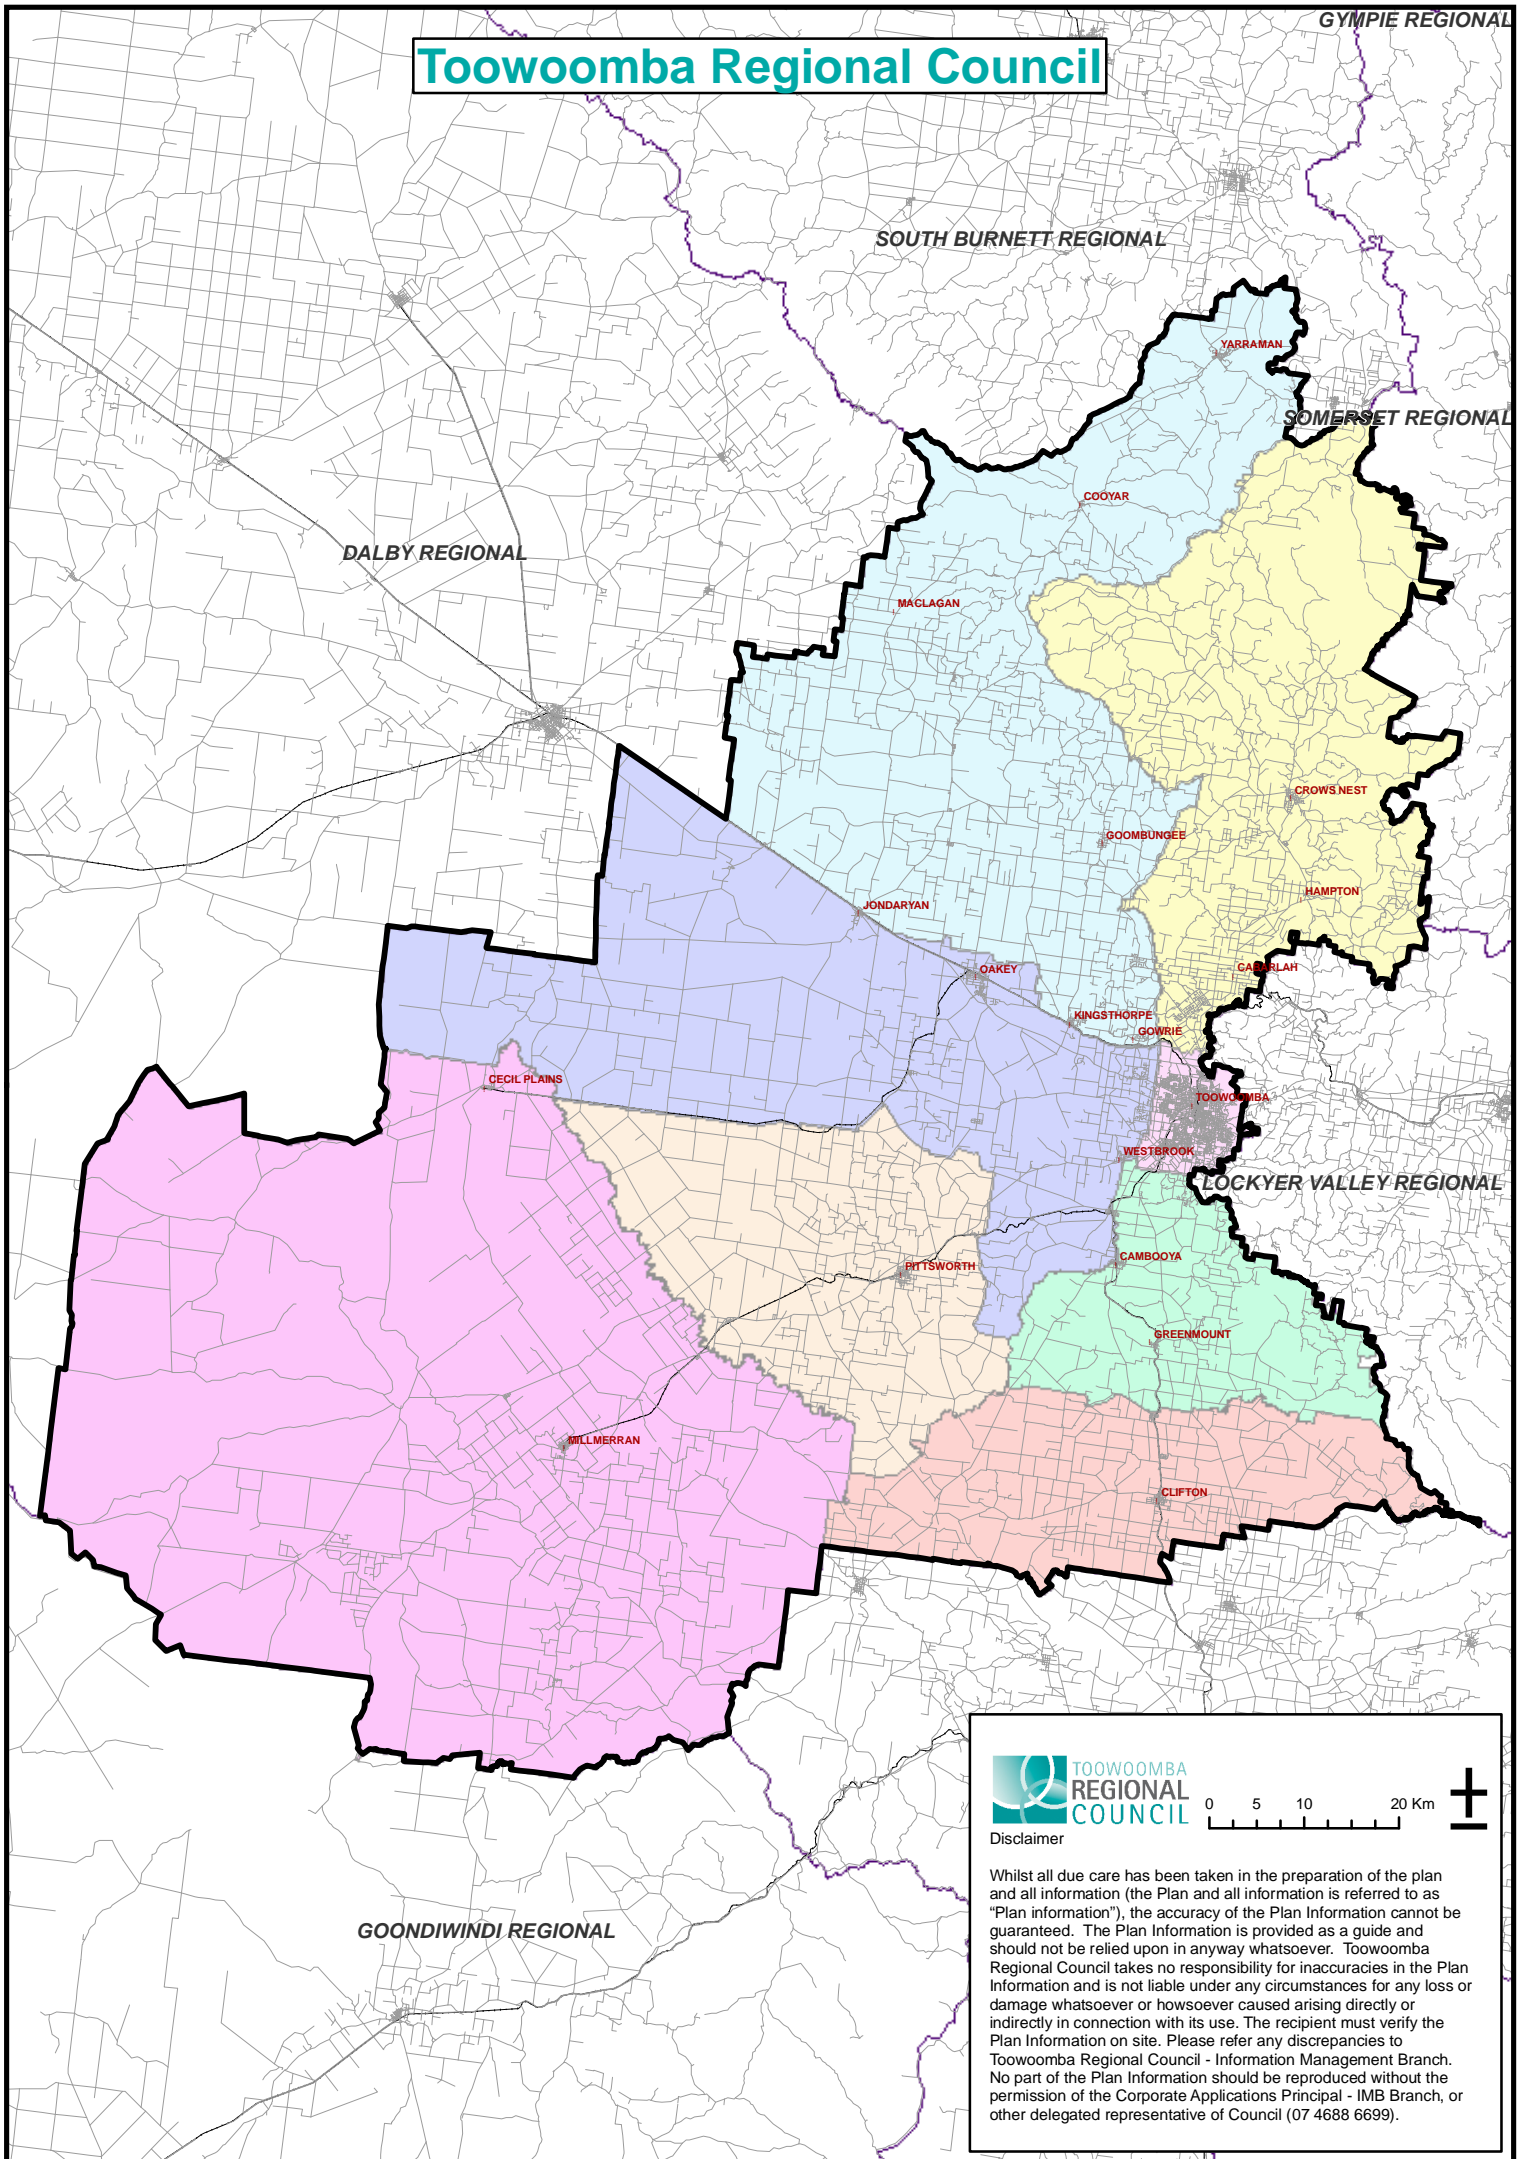 GYMPIE REGIONAL
Toowoomba Regional Council
SOUTH BURNETT REGIONAL
YARRAMAN
SOMERSET REGIONAL
COOYAR
DALBY REGIONAL
MACLAGAN
CROWS NEST
GOOMBUNGEE
HAMPTON
JONDARYAN
CABARLAH
OAKEY
KINGSTHORPE
GOWRIE
CECIL PLAINS
TOOWOOMBA
WESTBROOK
LOCKYER VALLEY REGIONAL
CAMBOOYA
PITTSWORTH
GREENMOUNT
MILLMERRAN
CLIFTON
GOONDIWINDI REGIONAL
TOOWOOMBA
REGIONAL
COUNCIL
0 5 10 20 Km
Disclaimer
Whilst all due care has been taken in the preparation of the plan
and all information (the Plan and all information is referred to as
“Plan information”), the accuracy of the Plan Information cannot be
guaranteed. The Plan Information is provided as a guide and
should not be relied upon in anyway whatsoever. Toowoomba
Regional Council takes no responsibility for inaccuracies in the Plan
Information and is not liable under any circumstances for any loss or
damage whatsoever or howsoever caused arising directly or
indirectly in connection with its use. The recipient must verify the
Plan Information on site. Please refer any discrepancies to
Toowoomba Regional Council - Information Management Branch.
No part of the Plan Information should be reproduced without the
permission of the Corporate Applications Principal - IMB Branch, or
other delegated representative of Council (07 4688 6699).